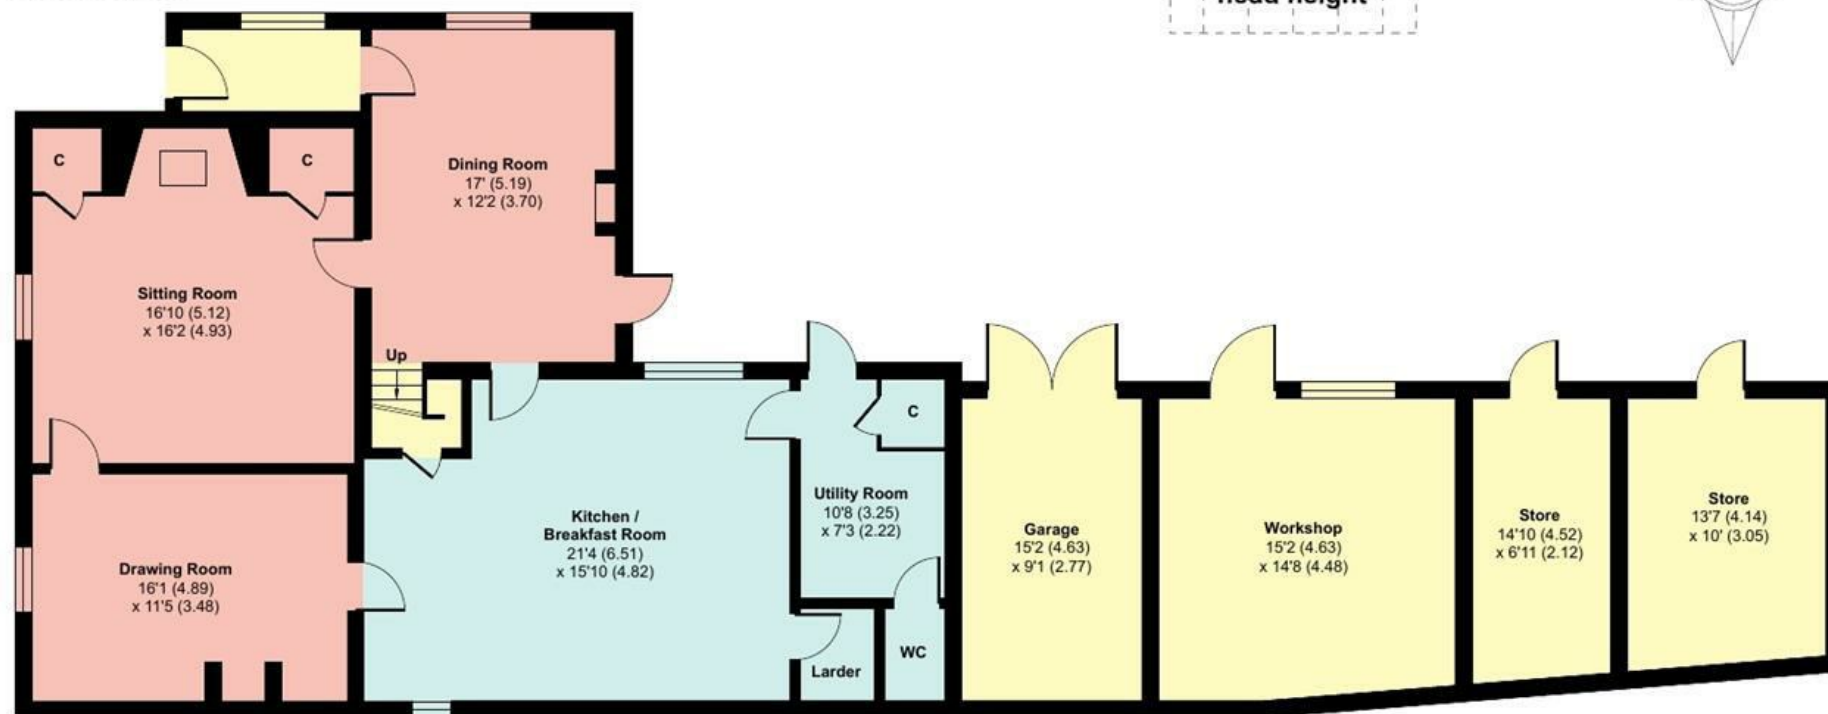 head height
C
C
Dining Room
17' (5.19)
x 12'2 (3.70)
Sitting Room
16'10 (5.12)
x 16'2 (4.93)
Up
C
Kitchen /
Breakfast Room
21'4 (6.51)
x 15'10 (4.82)
Utility Room
10'8 (3.25)
x 7'3 (2.22)
Garage
15'2 (4.63)
x 9'1 (2.77)
Workshop
15'2 (4.63)
x 14'8 (4.48)
Store
14'10 (4.52)
x 6'11 (2.12)
Store
13'7 (4.14)
x 10' (3.05)
Drawing Room
16'1 (4.89)
x 11'5 (3.48)
Larder
WC